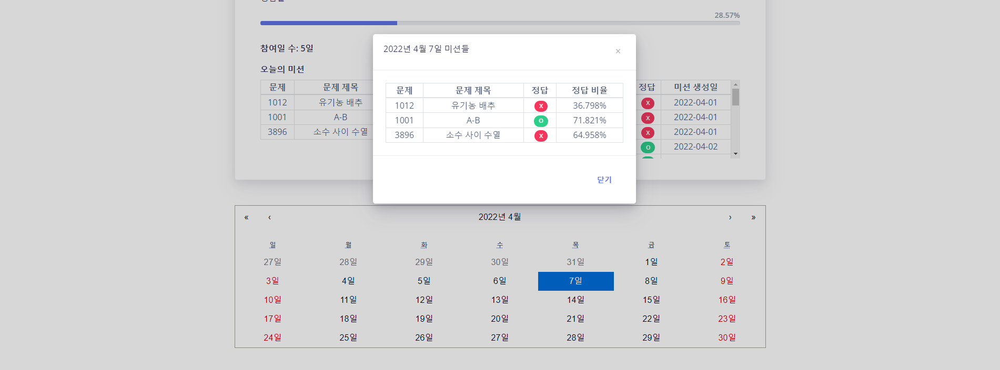 28.57%
참여일 수: 5일
오늘의 미션
문제 문제 제목
1012 유기농 배추
1001 A-B
3896 소수 사이 수열
2022년 4월 7일 미션들 ×
문제 문제 제목 정답 정답 비율
1012 유기농 배추 X 36.798%
1001 A-B O 71.821%
3896 소수 사이 수열 X 64.958%
닫기
정답 미션 생성일
X 2022-04-01
X 2022-04-01
X 2022-04-01
O 2022-04-02
« ‹ 2022년 4월 › »
일 월 화 수 목 금 토
27일 28일 29일 30일 31일 1일 2일
3일 4일 5일 6일 7일 8일 9일
10일 11일 12일 13일 14일 15일 16일
17일 18일 19일 20일 21일 22일 23일
24일 25일 26일 27일 28일 29일 30일